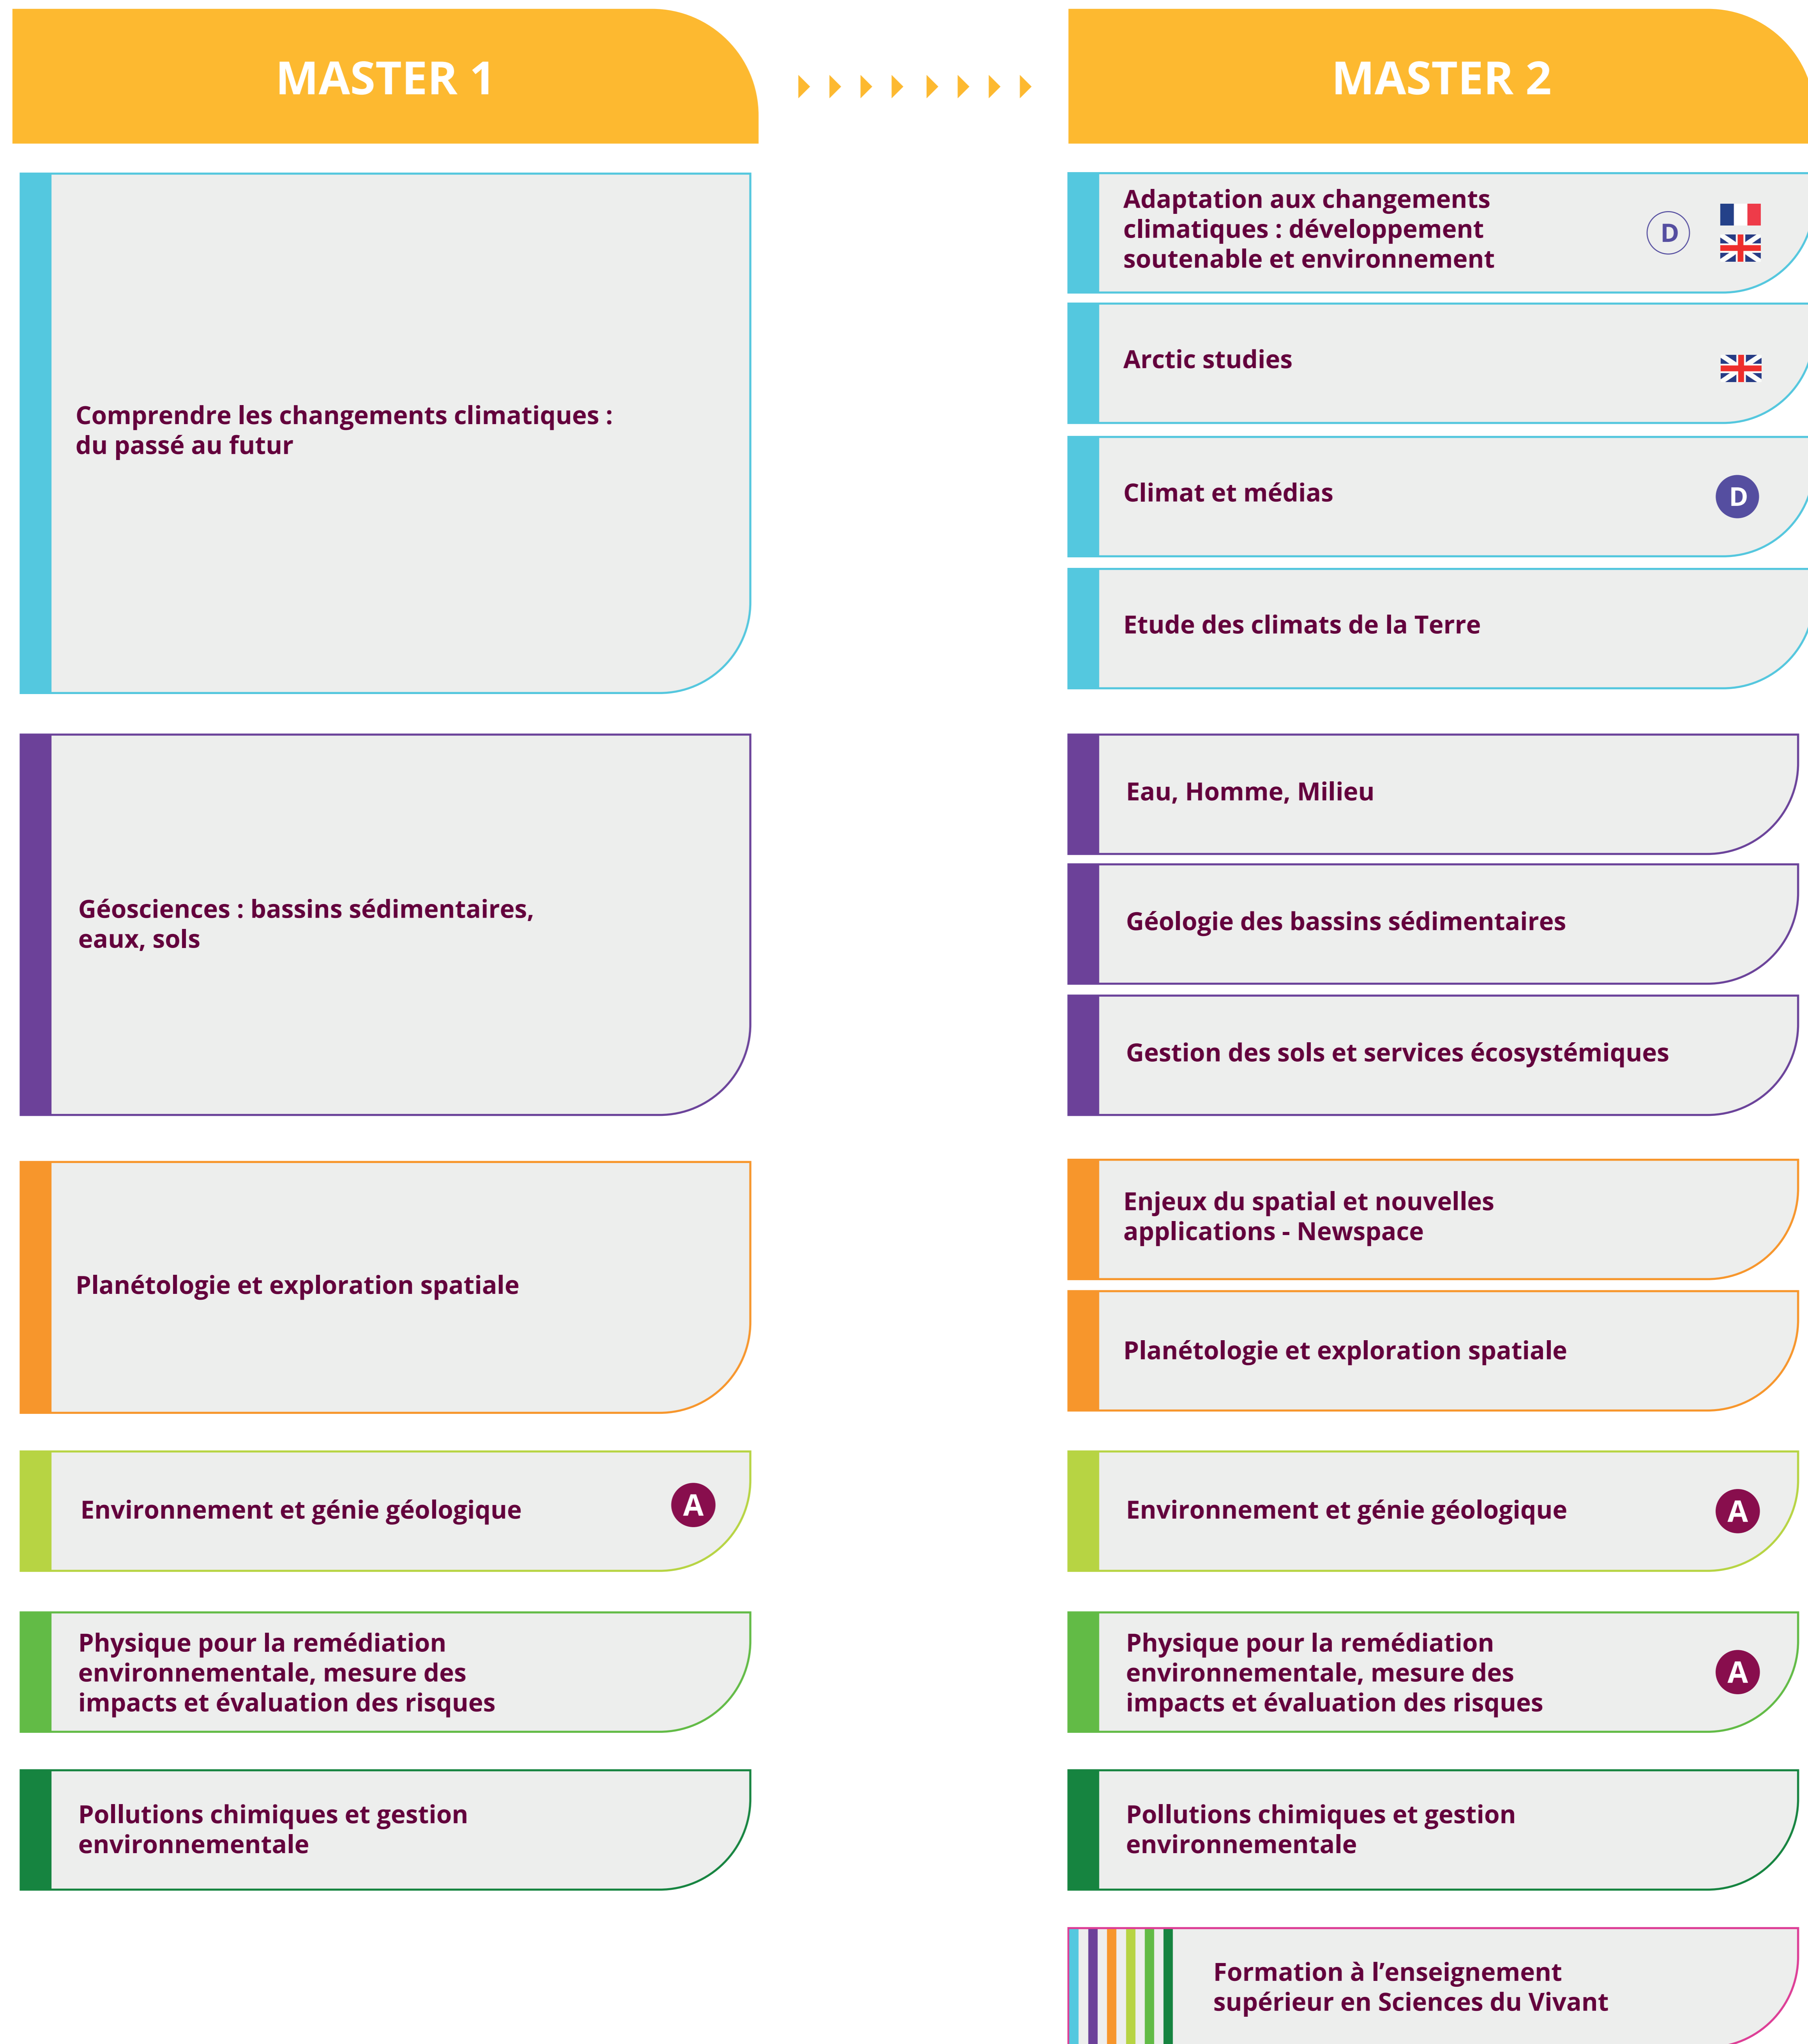 MASTER 1
MASTER 2
Comprendre les changements climatiques :
du passé au futur
Adaptation aux changements
climatiques : développement
soutenable et environnement
D
Arctic studies
Climat et médias
D
Etude des climats de la Terre
Géosciences : bassins sédimentaires,
eaux, sols
Eau, Homme, Milieu
Géologie des bassins sédimentaires
Gestion des sols et services écosystémiques
Planétologie et exploration spatiale
Enjeux du spatial et nouvelles
applications - Newspace
Planétologie et exploration spatiale
Environnement et génie géologique
A
Environnement et génie géologique
A
Physique pour la remédiation
environnementale, mesure des
impacts et évaluation des risques
Physique pour la remédiation
environnementale, mesure des
impacts et évaluation des risques
A
Pollutions chimiques et gestion
environnementale
Pollutions chimiques et gestion
environnementale
Formation à l’enseignement
supérieur en Sciences du Vivant